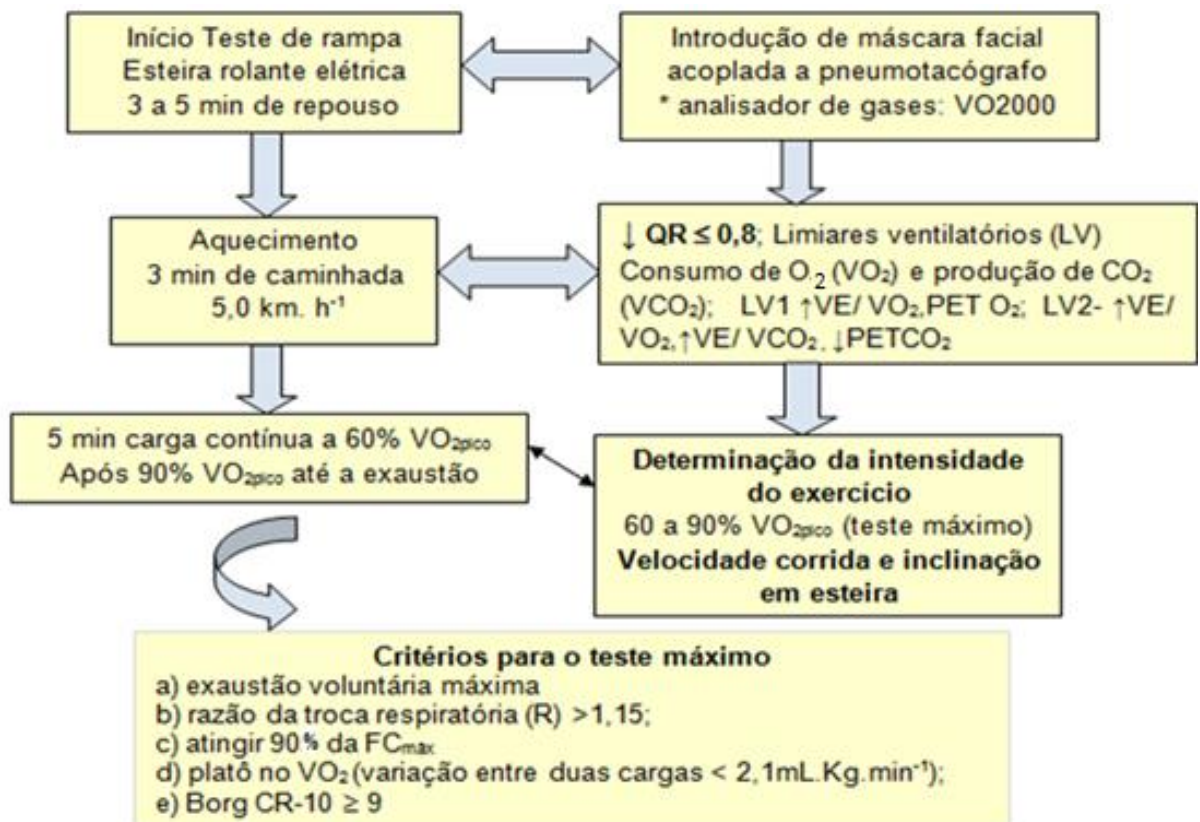 Início Teste de rampa
Esteira rolante elétrica
3 a 5 min de repouso
Introdução de máscara facial
acoplada a pneumotacógrafo
* analisador de gases: VO2000
Aquecimento
3 min de caminhada
5,0 km. h⁻¹
↓ QR ≤ 0,8; Limiares ventilatórios (LV)
Consumo de O₂ (VO₂) e produção de CO₂
(VCO₂); LV1 ↑VE/ VO₂,PET O₂; LV2- ↑VE/
VO₂,↑VE/ VCO₂, ↓PETCO₂
5 min carga contínua a 60% VO₂pico
Após 90% VO₂pico até a exaustão
Determinação da intensidade
do exercício
60 a 90% VO₂pico (teste máximo)
Velocidade corrida e inclinação
em esteira
Critérios para o teste máximo
a) exaustão voluntária máxima
b) razão da troca respiratória (R) >1,15;
c) atingir 90% da FCmáx
d) platô no VO₂ (variação entre duas cargas < 2,1mL.Kg.min⁻¹);
e) Borg CR-10 ≥ 9